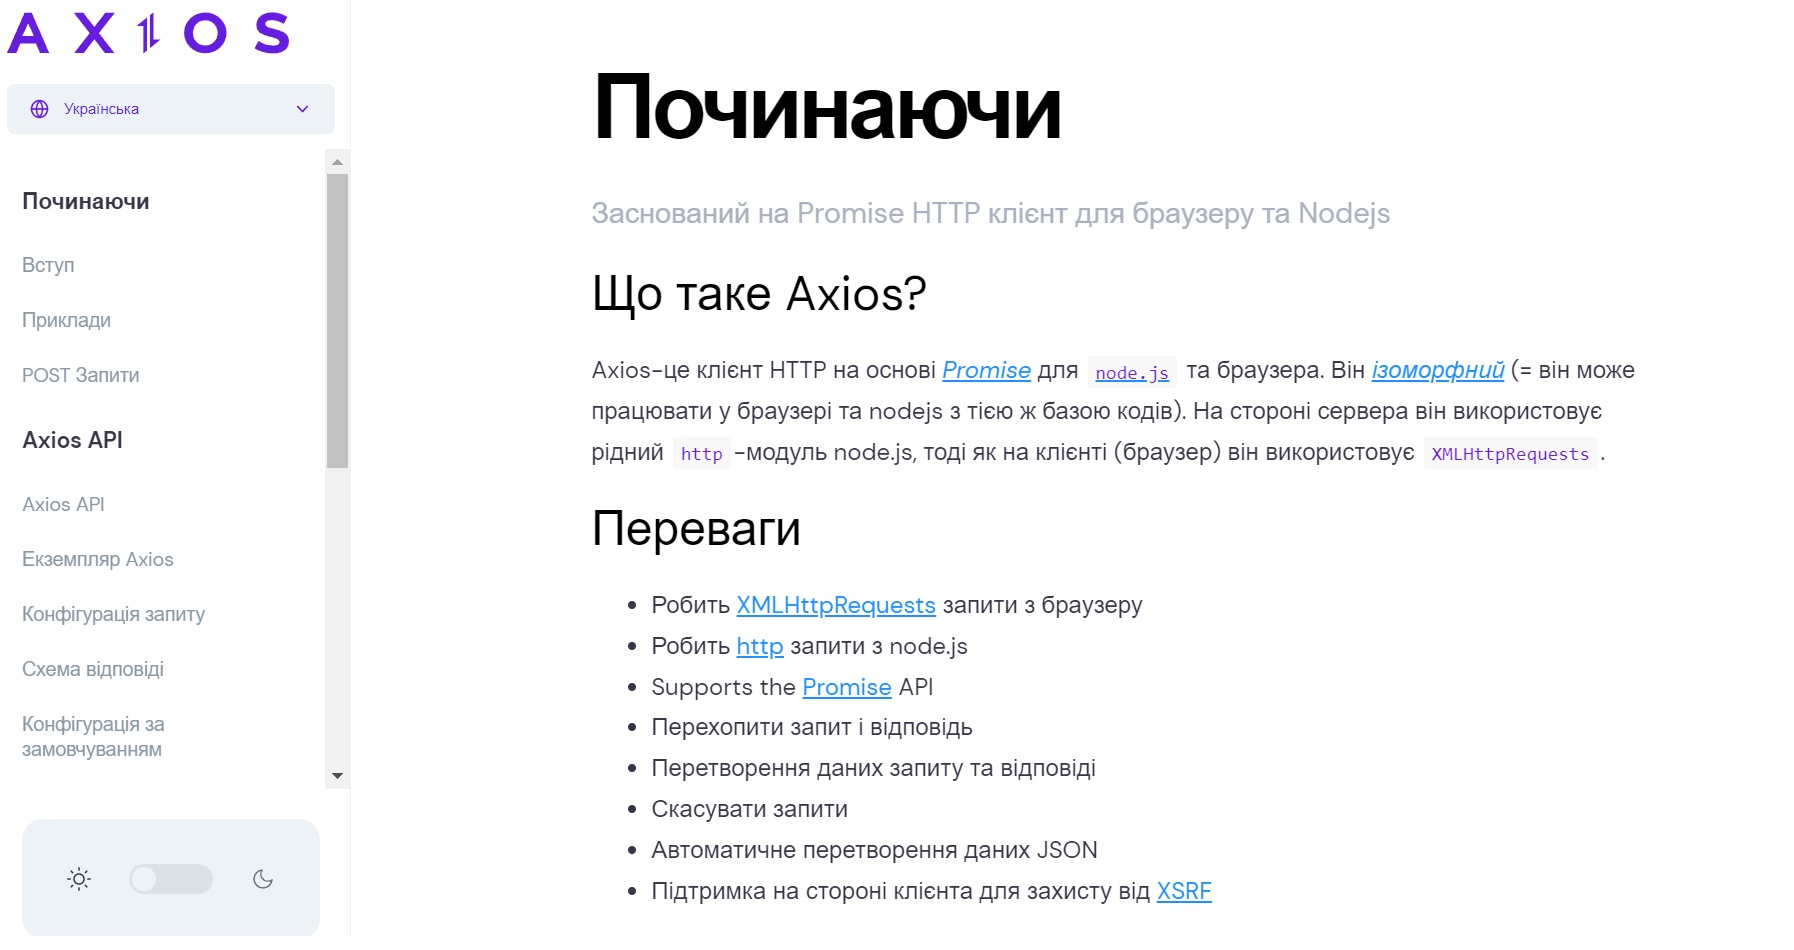 AXIOS
Українська
Починаючи
Вступ
Приклади
POST Запити
Axios API
Axios API
Екземпляр Axios
Конфігурація запиту
Схема відповіді
Конфігурація за
замовчуванням
Починаючи
Заснований на Promise HTTP клієнт для браузеру та Nodejs
Що таке Axios?
Axios-це клієнт HTTP на основі Promise для node.js та браузера. Він ізоморфний (= він може
працювати у браузері та nodejs з тією ж базою кодів). На стороні сервера він використовує
рідний http -модуль node.js, тоді як на клієнті (браузер) він використовує XMLHttpRequests .
Переваги
• Робить XMLHttpRequests запити з браузеру
• Робить http запити з node.js
• Supports the Promise API
• Перехопити запит і відповідь
• Перетворення даних запиту та відповіді
• Скасувати запити
• Автоматичне перетворення даних JSON
• Підтримка на стороні клієнта для захисту від XSRF